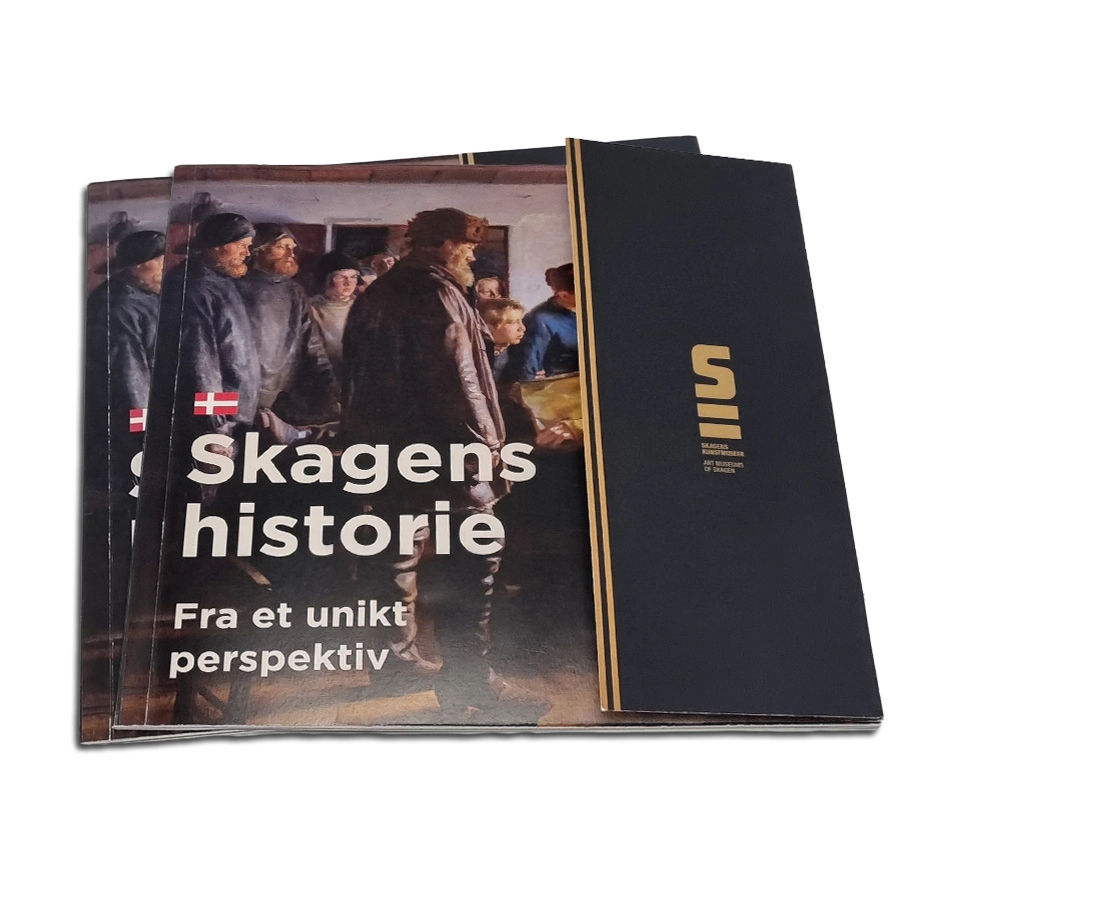 Skagens
historie
Fra et unikt
perspektiv
S
SKAGENS
KUNSTMUSEER
ART MUSEUMS
OF SKAGEN